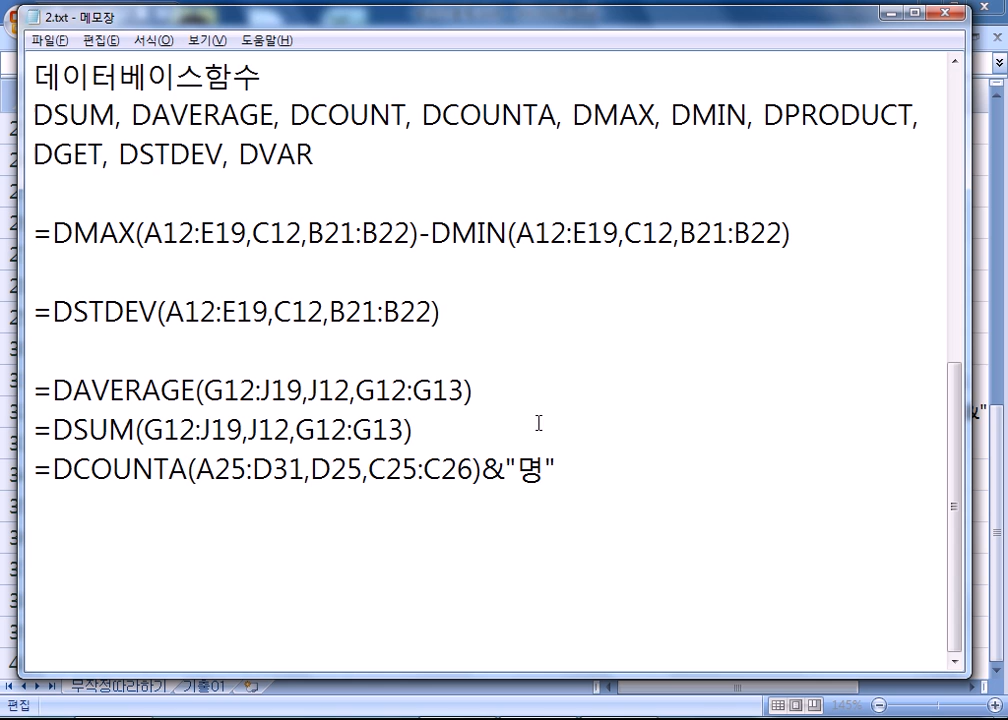 2.txt - 메모장
파일(F) 편집(E) 서식(O) 보기(V) 도움말(H)
데이터베이스함수
DSUM, DAVERAGE, DCOUNT, DCOUNTA, DMAX, DMIN, DPRODUCT,
DGET, DSTDEV, DVAR
=DMAX(A12:E19,C12,B21:B22)-DMIN(A12:E19,C12,B21:B22)
=DSTDEV(A12:E19,C12,B21:B22)
=DAVERAGE(G12:J19,J12,G12:G13)
=DSUM(G12:J19,J12,G12:G13)
=DCOUNTA(A25:D31,D25,C25:C26)&"명"
무작정따라하기 기출01
편집 145%